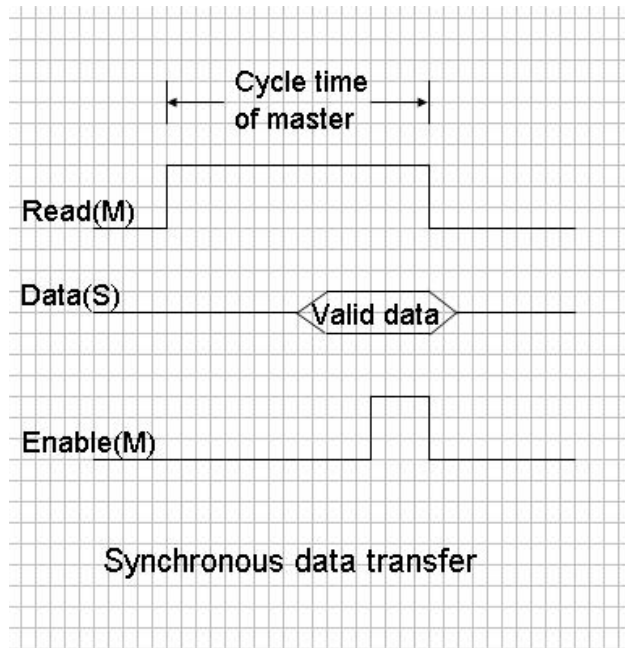 Cycle time
of master
Read(M)
Data(S)
Valid data
Enable(M)
Synchronous data transfer